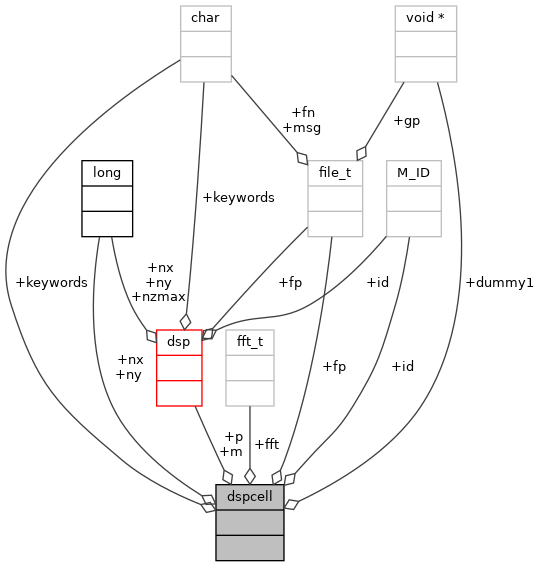 char
void *
+fn
+msg
+gp
long
file_t
M_ID
+keywords
+nx
+ny
+nzmax
+keywords
+fp
+id
+dummy1
dsp
fft_t
+nx
+ny
+fp
+id
+p
+m
+fft
dspcell